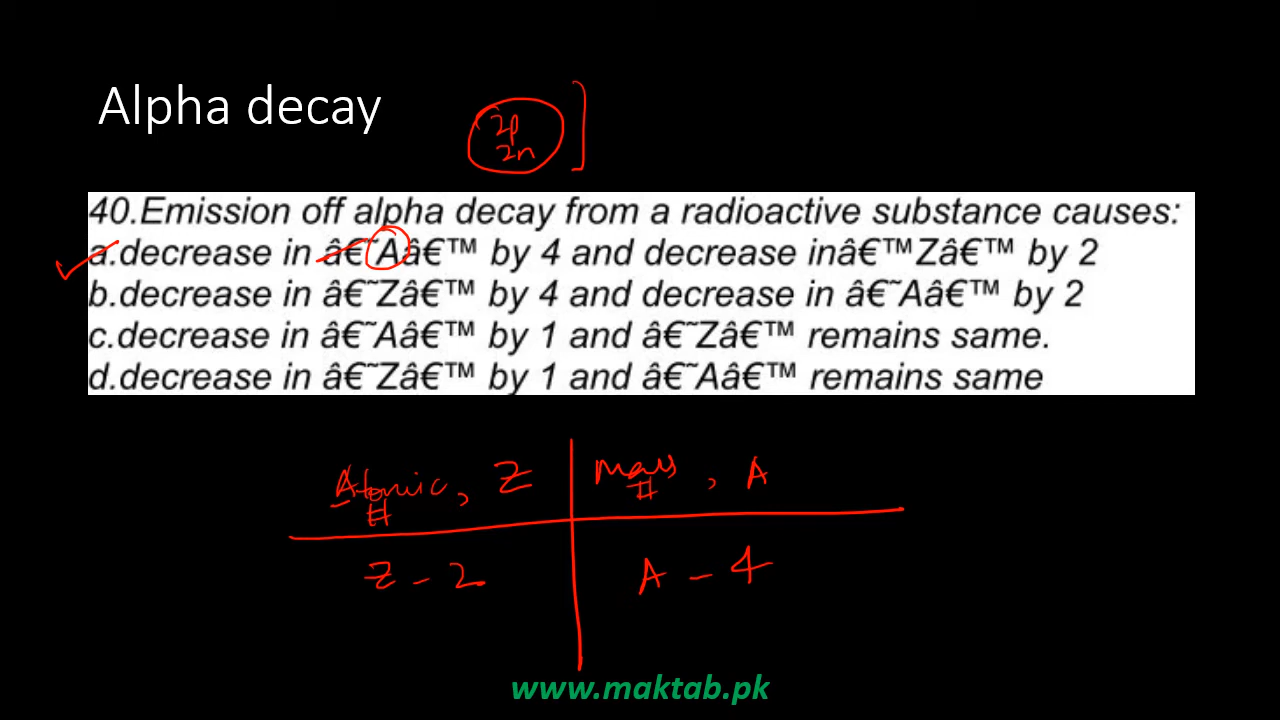 Alpha decay
2p
2n
40.Emission off alpha decay from a radioactive substance causes:
a.decrease in â€˜Aâ€™ by 4 and decrease inâ€™Zâ€™ by 2
b.decrease in â€˜Zâ€™ by 4 and decrease in â€˜Aâ€™ by 2
c.decrease in â€˜Aâ€™ by 1 and â€˜Zâ€™ remains same.
d.decrease in â€˜Zâ€™ by 1 and â€˜Aâ€™ remains same
Atomic #, Z
Mass #, A
Z - 2
A - 4
www.maktab.pk